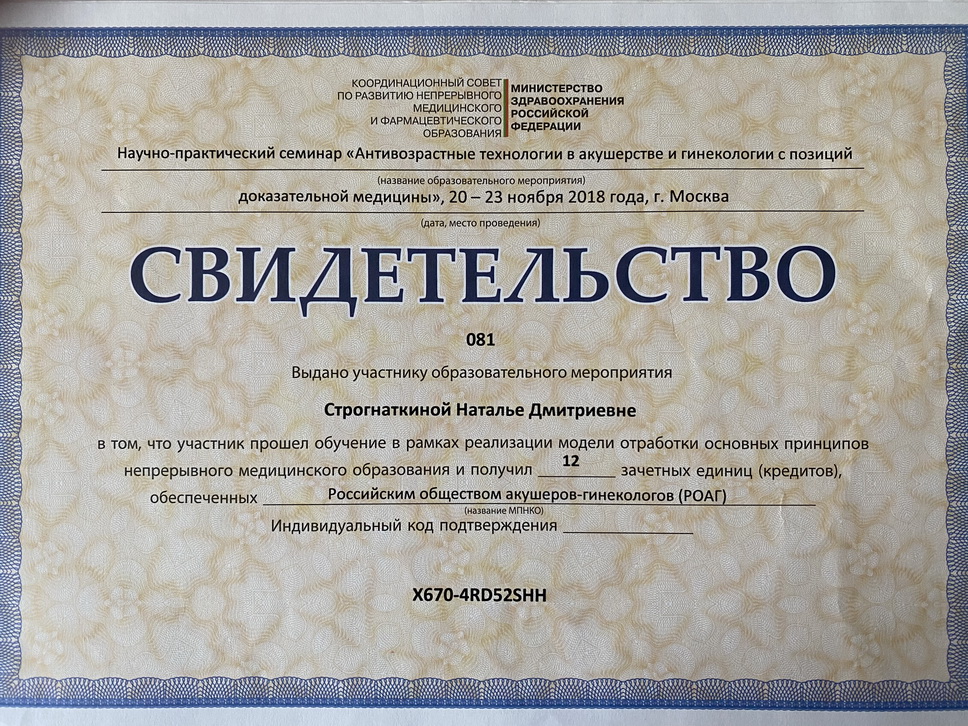 КООРДИНАЦИОННЫЙ СОВЕТ
ПО РАЗВИТИЮ НЕПРЕРЫВНОГО
МЕДИЦИНСКОГО
И ФАРМАЦЕВТИЧЕСКОГО
ОБРАЗОВАНИЯ
МИНИСТЕРСТВО
ЗДРАВООХРАНЕНИЯ
РОССИЙСКОЙ
ФЕДЕРАЦИИ
Научно-практический семинар «Антивозрастные технологии в акушерстве и гинекологии с позиций
(название образовательного мероприятия)
доказательной медицины», 20 – 23 ноября 2018 года, г. Москва
(дата, место проведения)
СВИДЕТЕЛЬСТВО
081
Выдано участнику образовательного мероприятия
Строгнаткиной Наталье Дмитриевне
в том, что участник прошел обучение в рамках реализации модели отработки основных принципов
непрерывного медицинского образования и получил 12 зачетных единиц (кредитов),
обеспеченных Российским обществом акушеров-гинекологов (РОАГ)
(название МПНКО)
Индивидуальный код подтверждения
X670-4RD52SHH